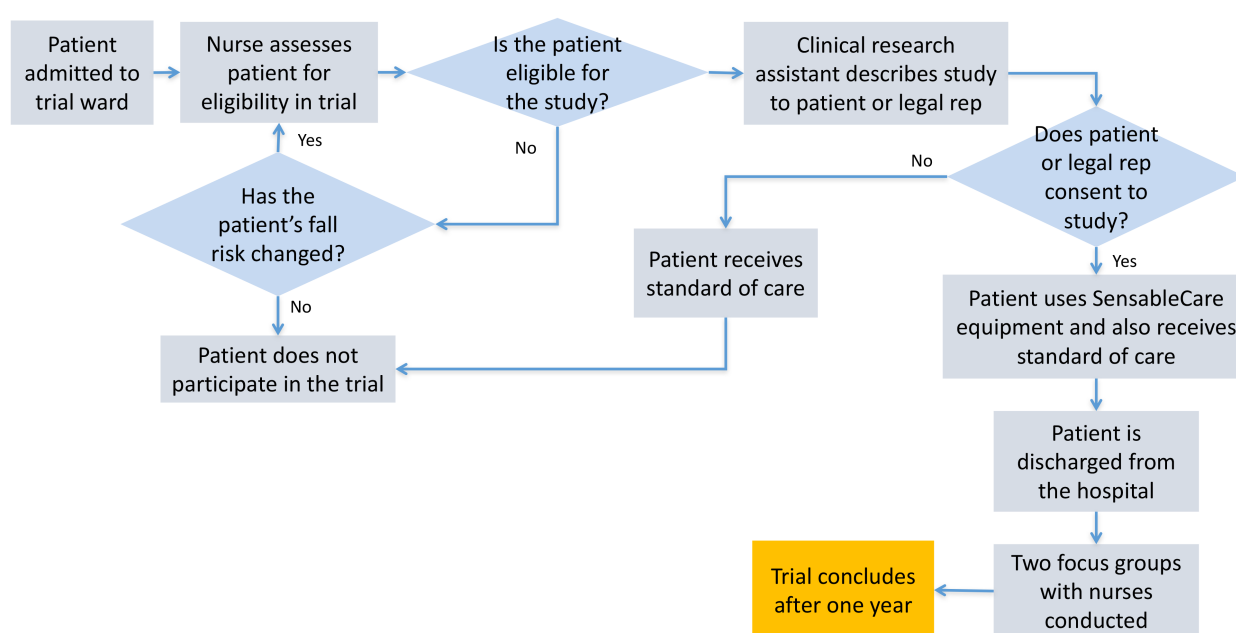 Patient
admitted to
trial ward
Nurse assesses
patient for
eligibility in trial
Is the patient
eligible for
the study?
Clinical research
assistant describes study
to patient or legal rep
No
Yes
Has the
patient’s fall
risk changed?
No
Patient does not
participate in the trial
Does patient
or legal rep
consent to
study?
No
Patient receives
standard of care
Yes
Patient uses SensableCare
equipment and also receives
standard of care
Patient is
discharged from
the hospital
Two focus groups
with nurses
conducted
Trial concludes
after one year